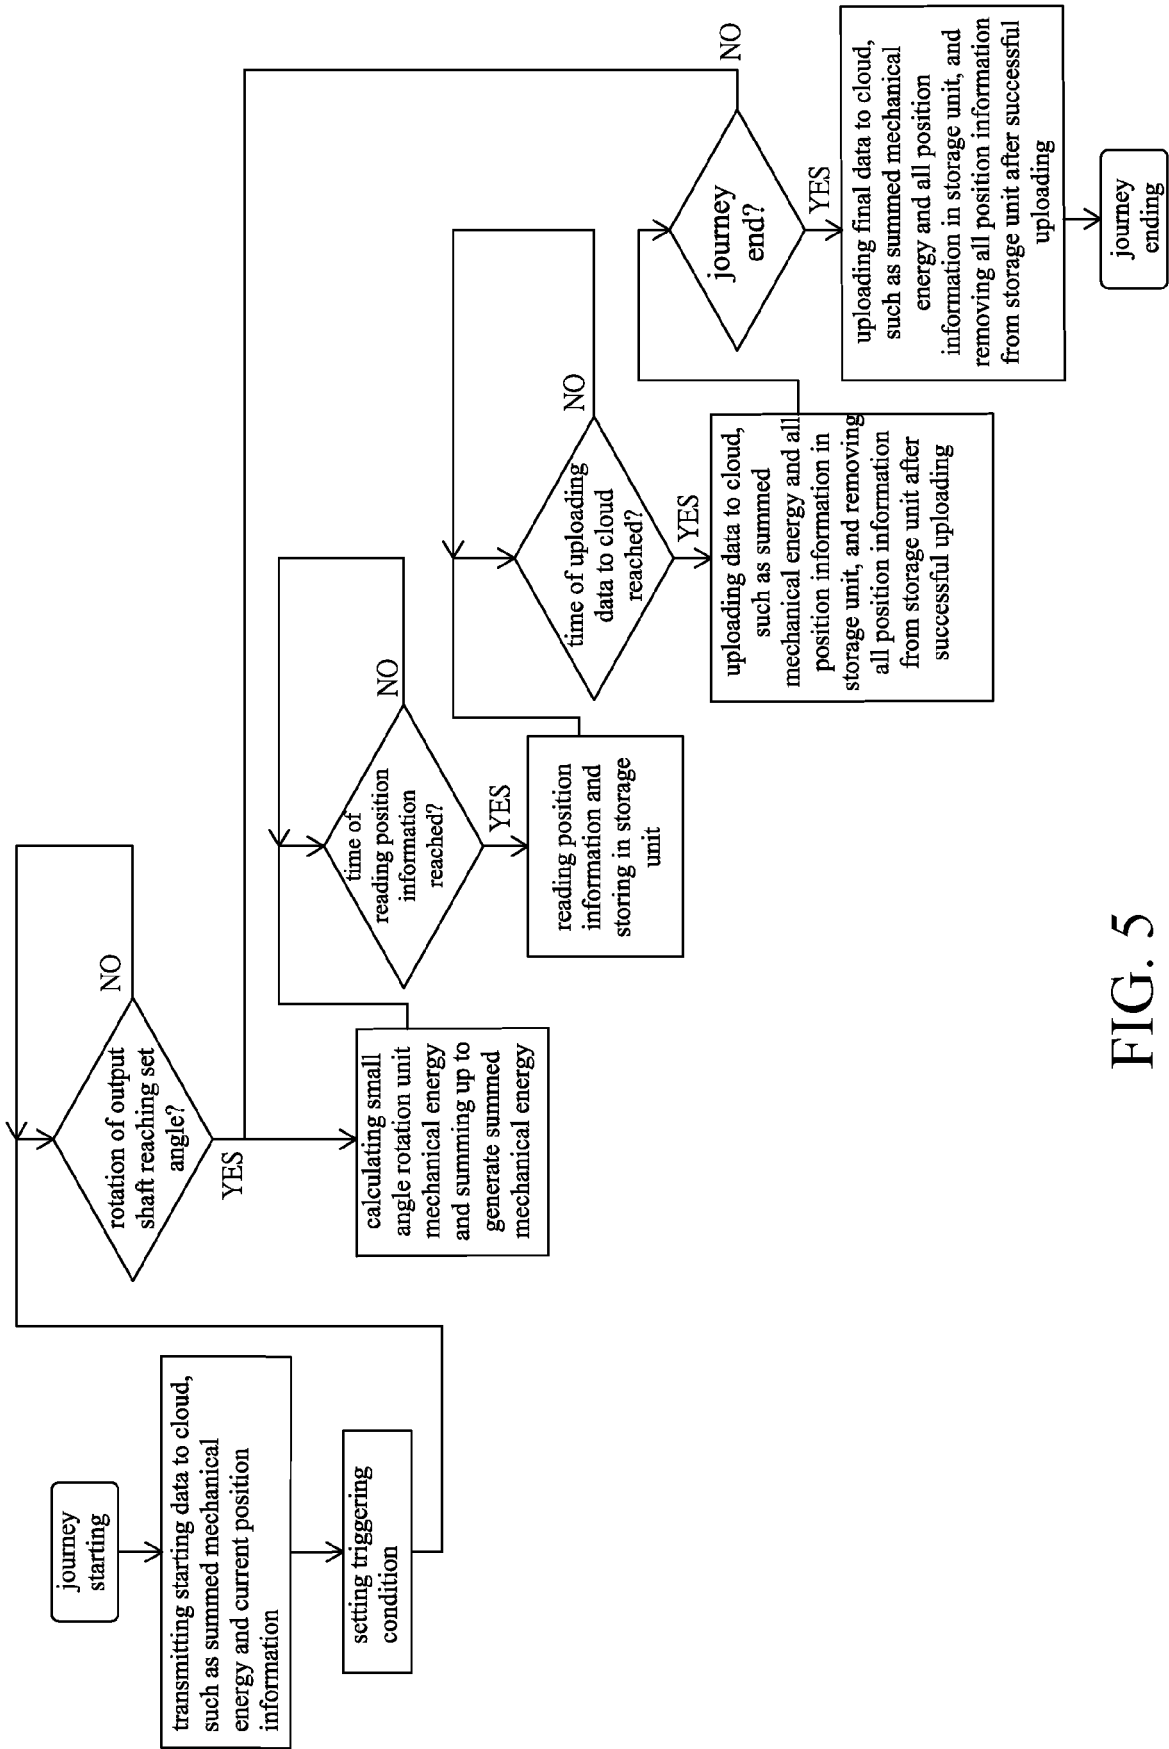 journey
starting
transmitting starting data to cloud,
such as summed mechanical
energy and current position
information
setting triggering
condition
rotation of output
shaft reaching set
angle?
NO
YES
calculating small
angle rotation unit
mechanical energy
and summing up to
generate summed
mechanical energy
time of
reading position
information
reached?
NO
YES
reading position
information and
storing in storage
unit
time of uploading
data to cloud
reached?
NO
YES
uploading data to cloud,
such as summed
mechanical energy and all
position information in
storage unit, and removing
all position information
from storage unit after
successful uploading
journey
end?
NO
YES
uploading final data to cloud,
such as summed mechanical
energy and all position
information in storage unit, and
removing all position information
from storage unit after successful
uploading
journey
ending
FIG. 5